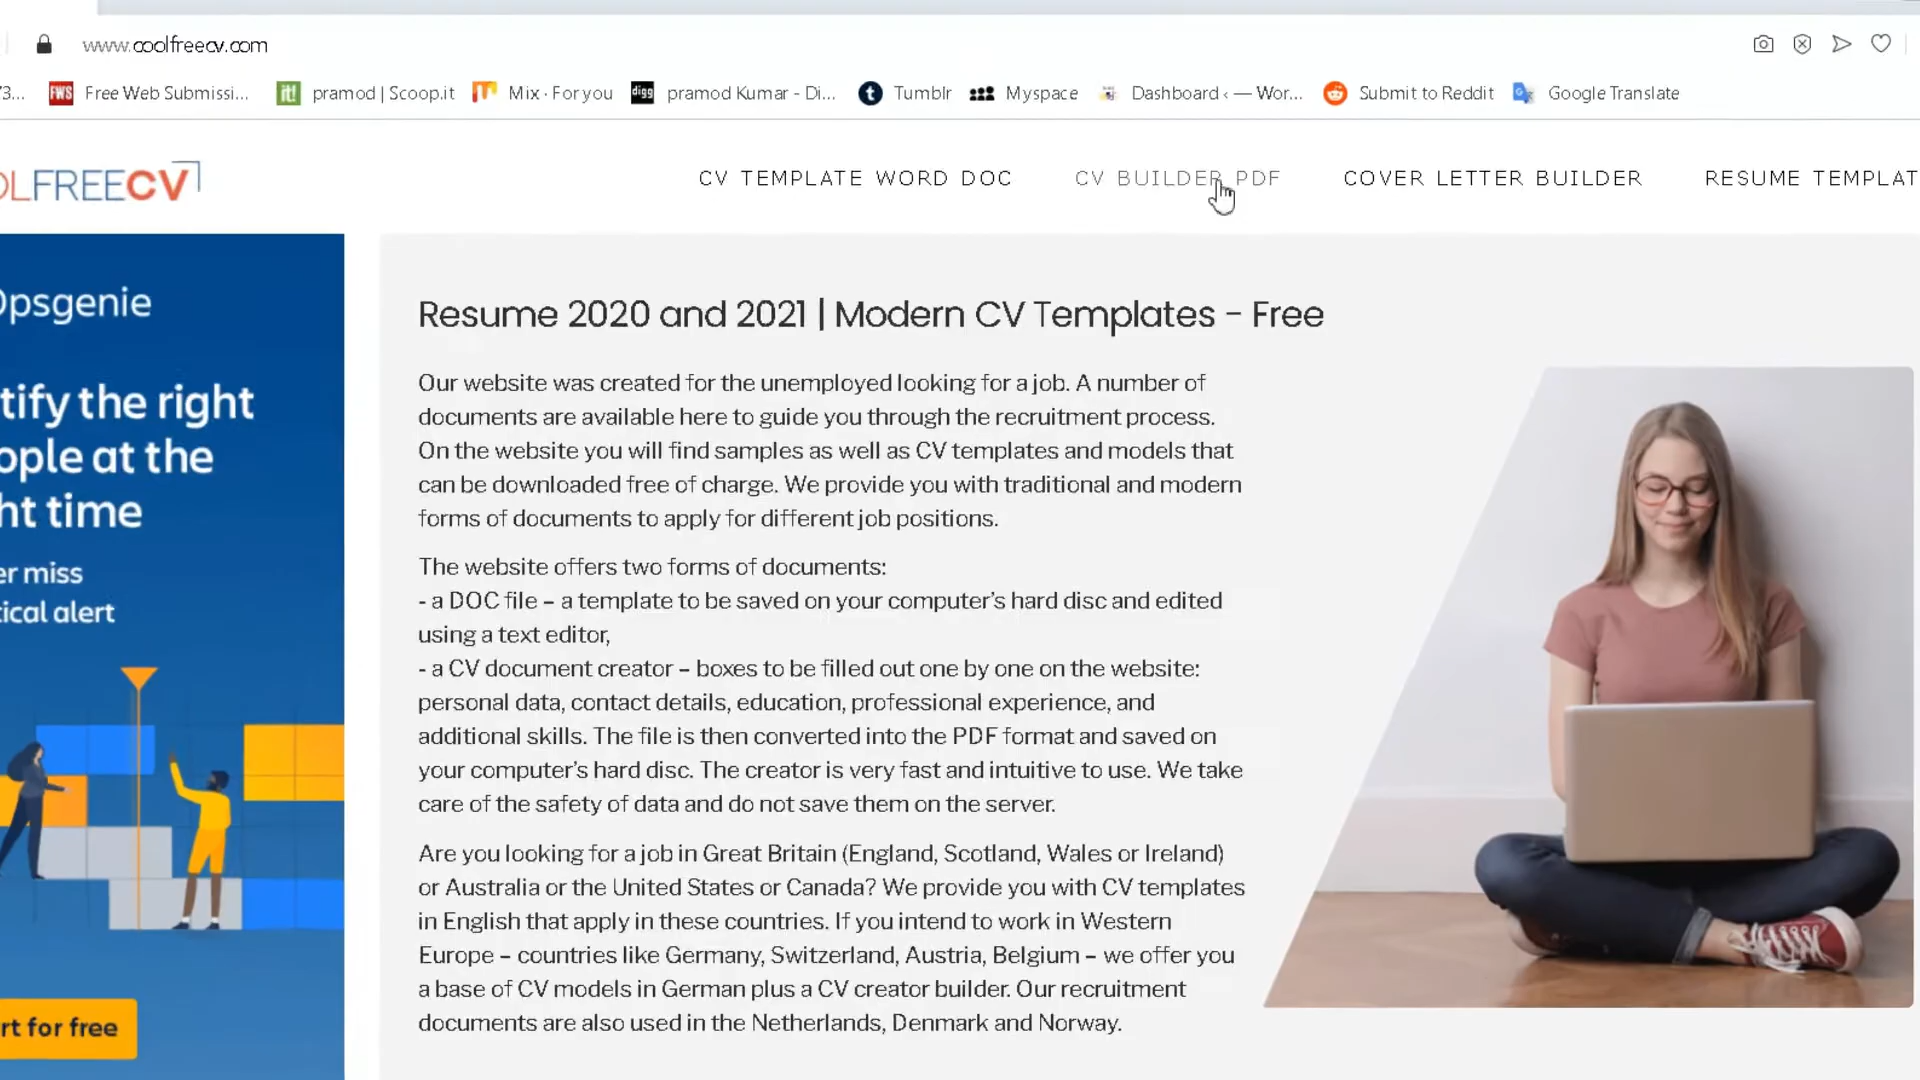 www.coolfreecv.com
Free Web Submissi... pramod | Scoop.it Mix · For you pramod Kumar - Di... Tumblr Myspace Dashboard ‹ — Wor... Submit to Reddit Google Translate
FWS it! digg
OLFREECV CV TEMPLATE WORD DOC CV BUILDER PDF COVER LETTER BUILDER RESUME TEMPLAT
Opsgenie
tify the right
ople at the
ht time
er miss
tical alert
rt for free
Resume 2020 and 2021 | Modern CV Templates - Free
Our website was created for the unemployed looking for a job. A number of
documents are available here to guide you through the recruitment process.
On the website you will find samples as well as CV templates and models that
can be downloaded free of charge. We provide you with traditional and modern
forms of documents to apply for different job positions.
The website offers two forms of documents:
- a DOC file – a template to be saved on your computer's hard disc and edited
using a text editor,
- a CV document creator – boxes to be filled out one by one on the website:
personal data, contact details, education, professional experience, and
additional skills. The file is then converted into the PDF format and saved on
your computer's hard disc. The creator is very fast and intuitive to use. We take
care of the safety of data and do not save them on the server.
Are you looking for a job in Great Britain (England, Scotland, Wales or Ireland)
or Australia or the United States or Canada? We provide you with CV templates
in English that apply in these countries. If you intend to work in Western
Europe – countries like Germany, Switzerland, Austria, Belgium – we offer you
a base of CV models in German plus a CV creator builder. Our recruitment
documents are also used in the Netherlands, Denmark and Norway.